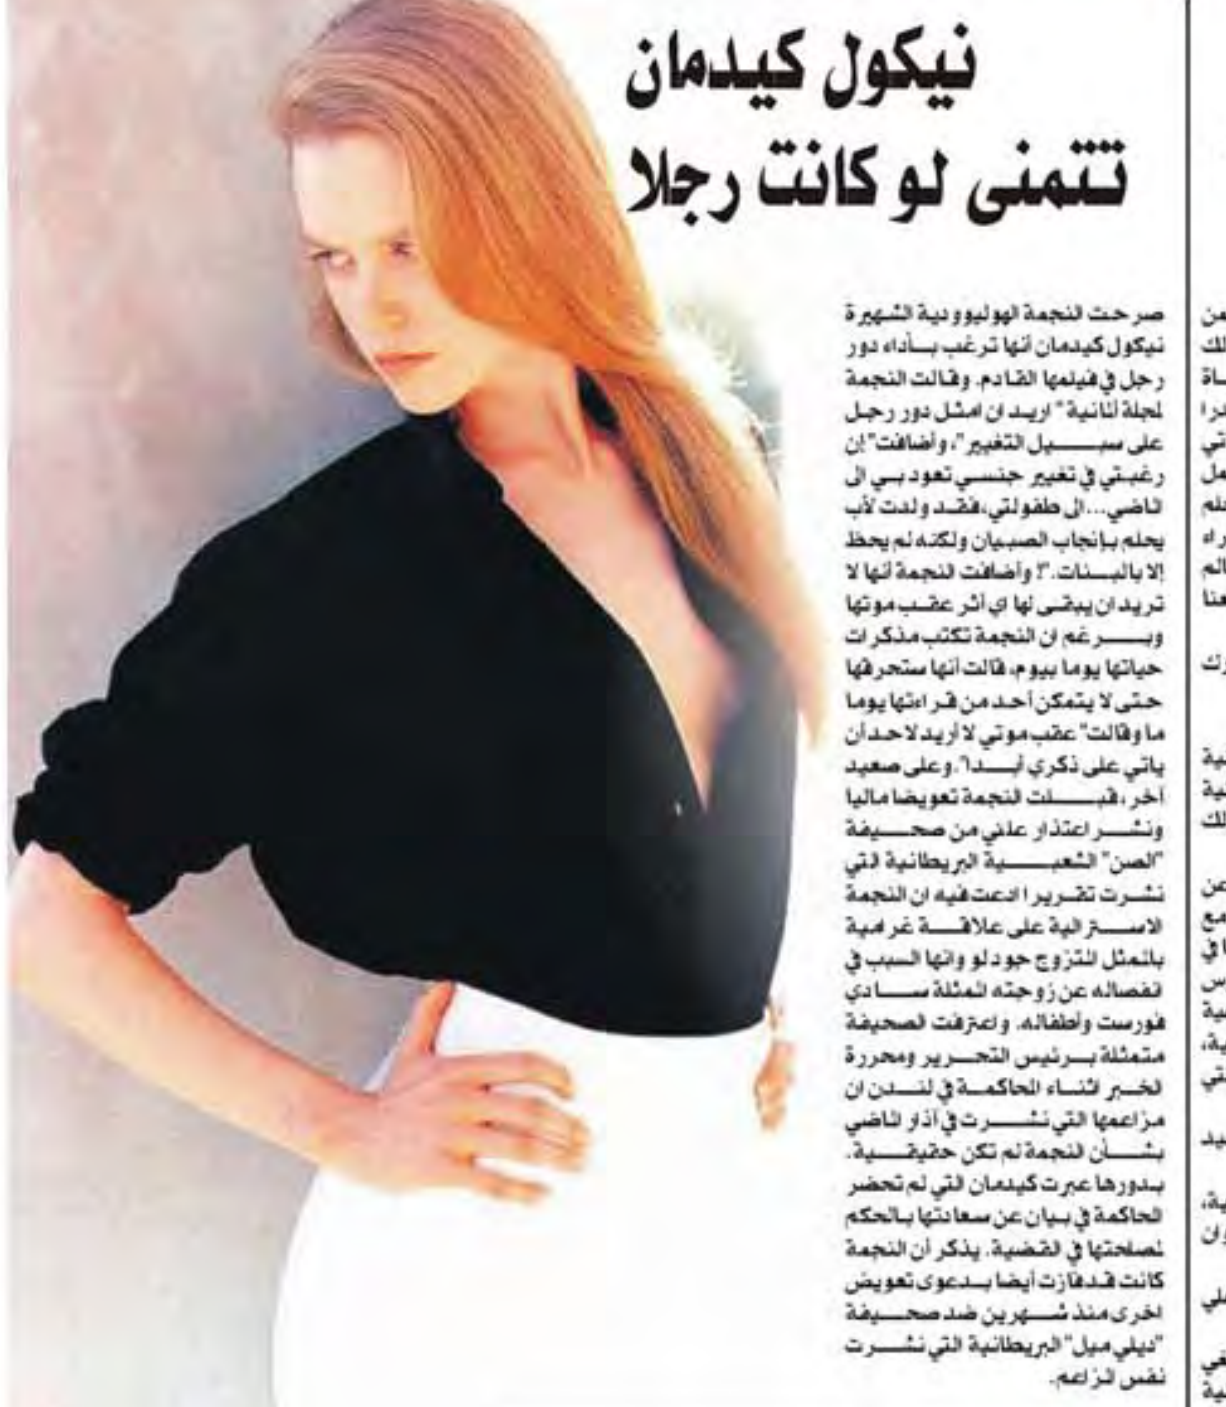 نيكول كيدمان
تتمنى لو كانت رجلا
صرحت النجمة الهوليوودية الشهيرة
نيكول كيدمان أنها ترغب بأداء دور
رجل في فيلمها القادم. وقالت النجمة
لمجلة ألمانية " اريد ان امثل دور رجل
على سبيل التغيير"، وأضافت"إن
رغبتي في تغيير جنسي تعود بي الى
الماضي...الى طفولتي،فقد ولدت لأب
يحلم بإنجاب الصبيان ولكنه لم يحظ
إلا بالبنات."! وأضافت النجمة أنها لا
تريد ان يبقى لها اي أثر عقب موتها
وبرغم ان النجمة تكتب مذكرات
حياتها يوما بيوم، قالت أنها ستحرقها
حتى لا يتمكن أحد من قراءتها يوما
ما وقالت" عقب موتي لا أريد لاحد أن
ياتي على ذكري أبدا". وعلى صعيد
آخر، قبلت النجمة تعويضا ماليا
ونشر اعتذار علني من صحيفة
"الصن" الشعبية البريطانية التي
نشرت تقريرا ادعت فيه ان النجمة
الاسترالية على علاقة غرامية
بالممثل المتزوج جود لو وانها السبب في
انفصاله عن زوجته الممثلة سادي
فورست وأطفاله. واعترفت الصحيفة
متمثلة برئيس التحرير ومحررة
الخبر اثناء المحاكمة في لندن ان
مزاعمها التي نشرت في آذار الماضي
بشأن النجمة لم تكن حقيقية.
بدورها عبرت كيدمان التي لم تحضر
المحاكمة في بيان عن سعادتها بالحكم
لمصلحتها في القضية. يذكر أن النجمة
كانت قد فازت أيضا بدعوى تعويض
اخرى منذ شهرين ضد صحيفة
"ديلي ميل" البريطانية التي نشرت
نفس المزاعم.